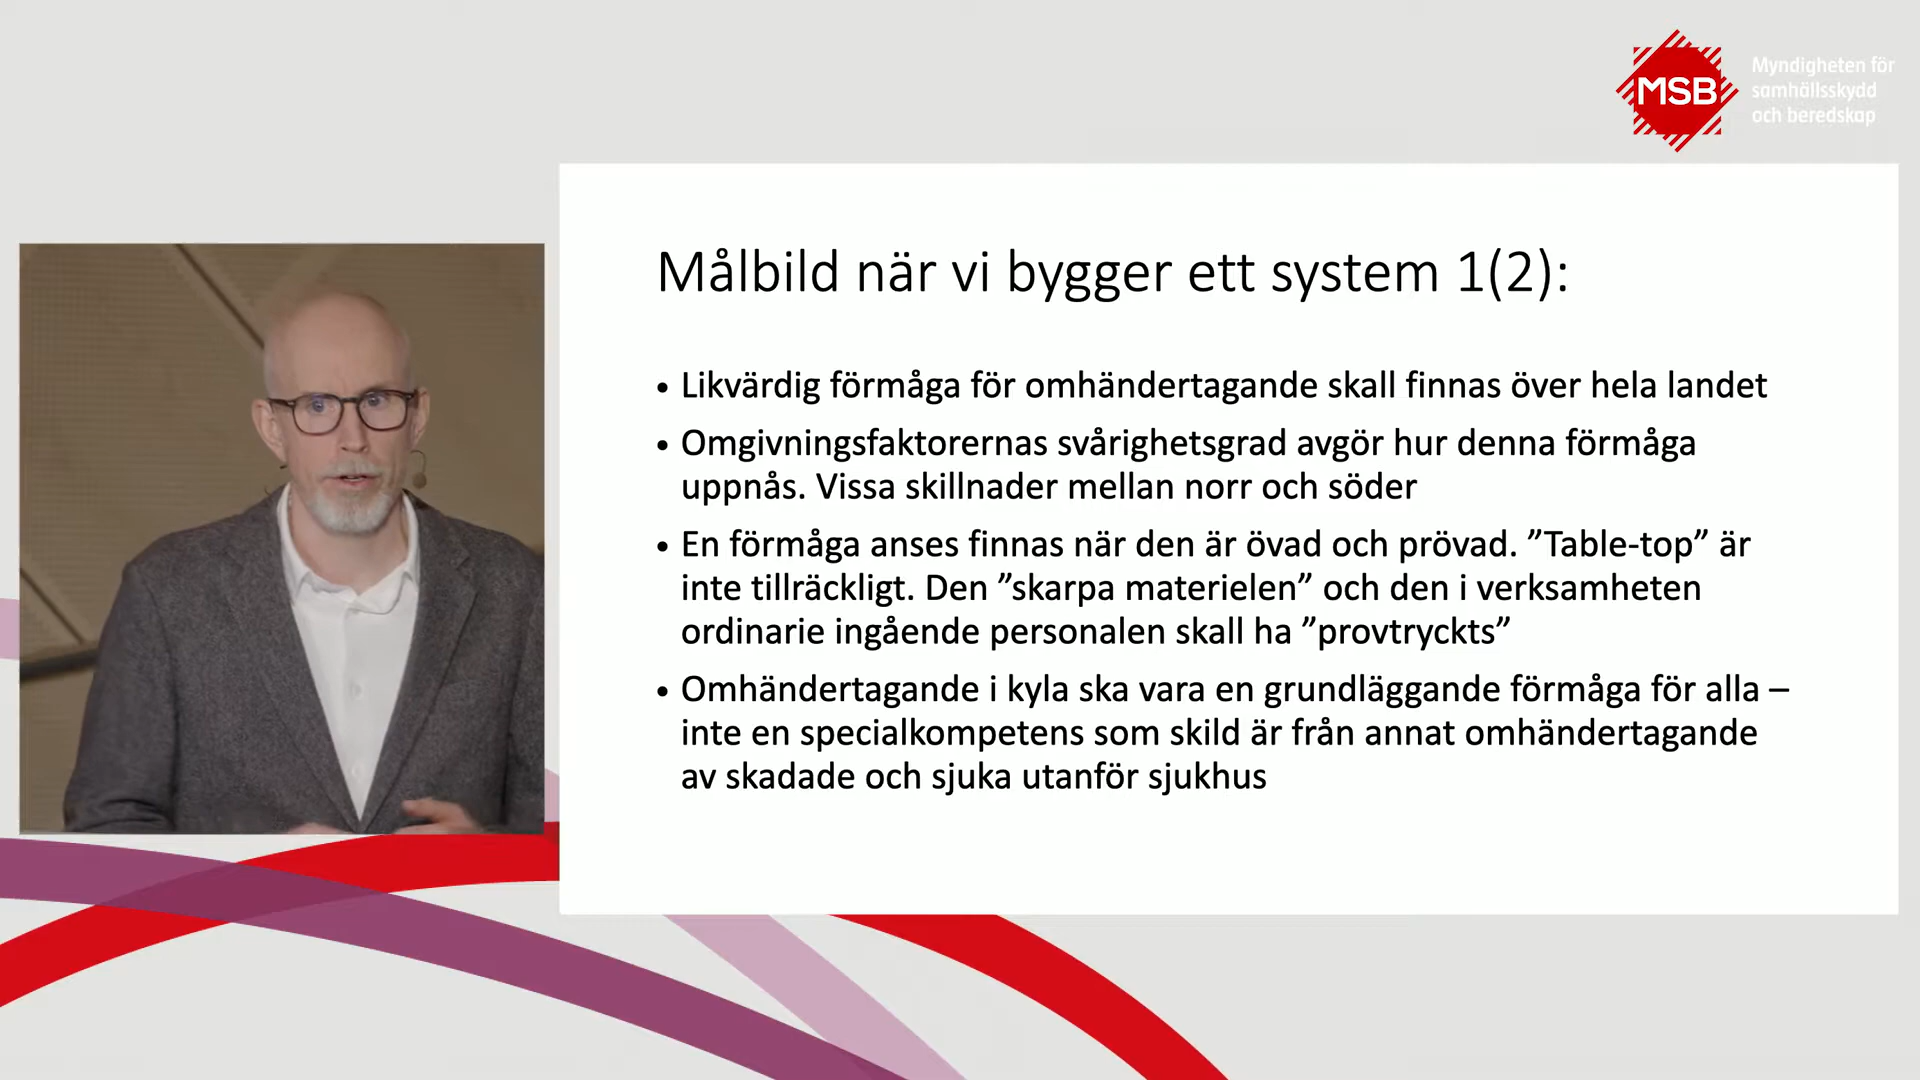 MSB
Myndigheten för
samhällsskydd
och beredskap
Målbild när vi bygger ett system 1(2):
• Likvärdig förmåga för omhändertagande skall finnas över hela landet
• Omgivningsfaktorernas svårighetsgrad avgör hur denna förmåga
uppnås. Vissa skillnader mellan norr och söder
• En förmåga anses finnas när den är övad och prövad. ”Table-top” är
inte tillräckligt. Den ”skarpa materielen” och den i verksamheten
ordinarie ingående personalen skall ha ”provtryckts”
• Omhändertagande i kyla ska vara en grundläggande förmåga för alla –
inte en specialkompetens som skild är från annat omhändertagande
av skadade och sjuka utanför sjukhus